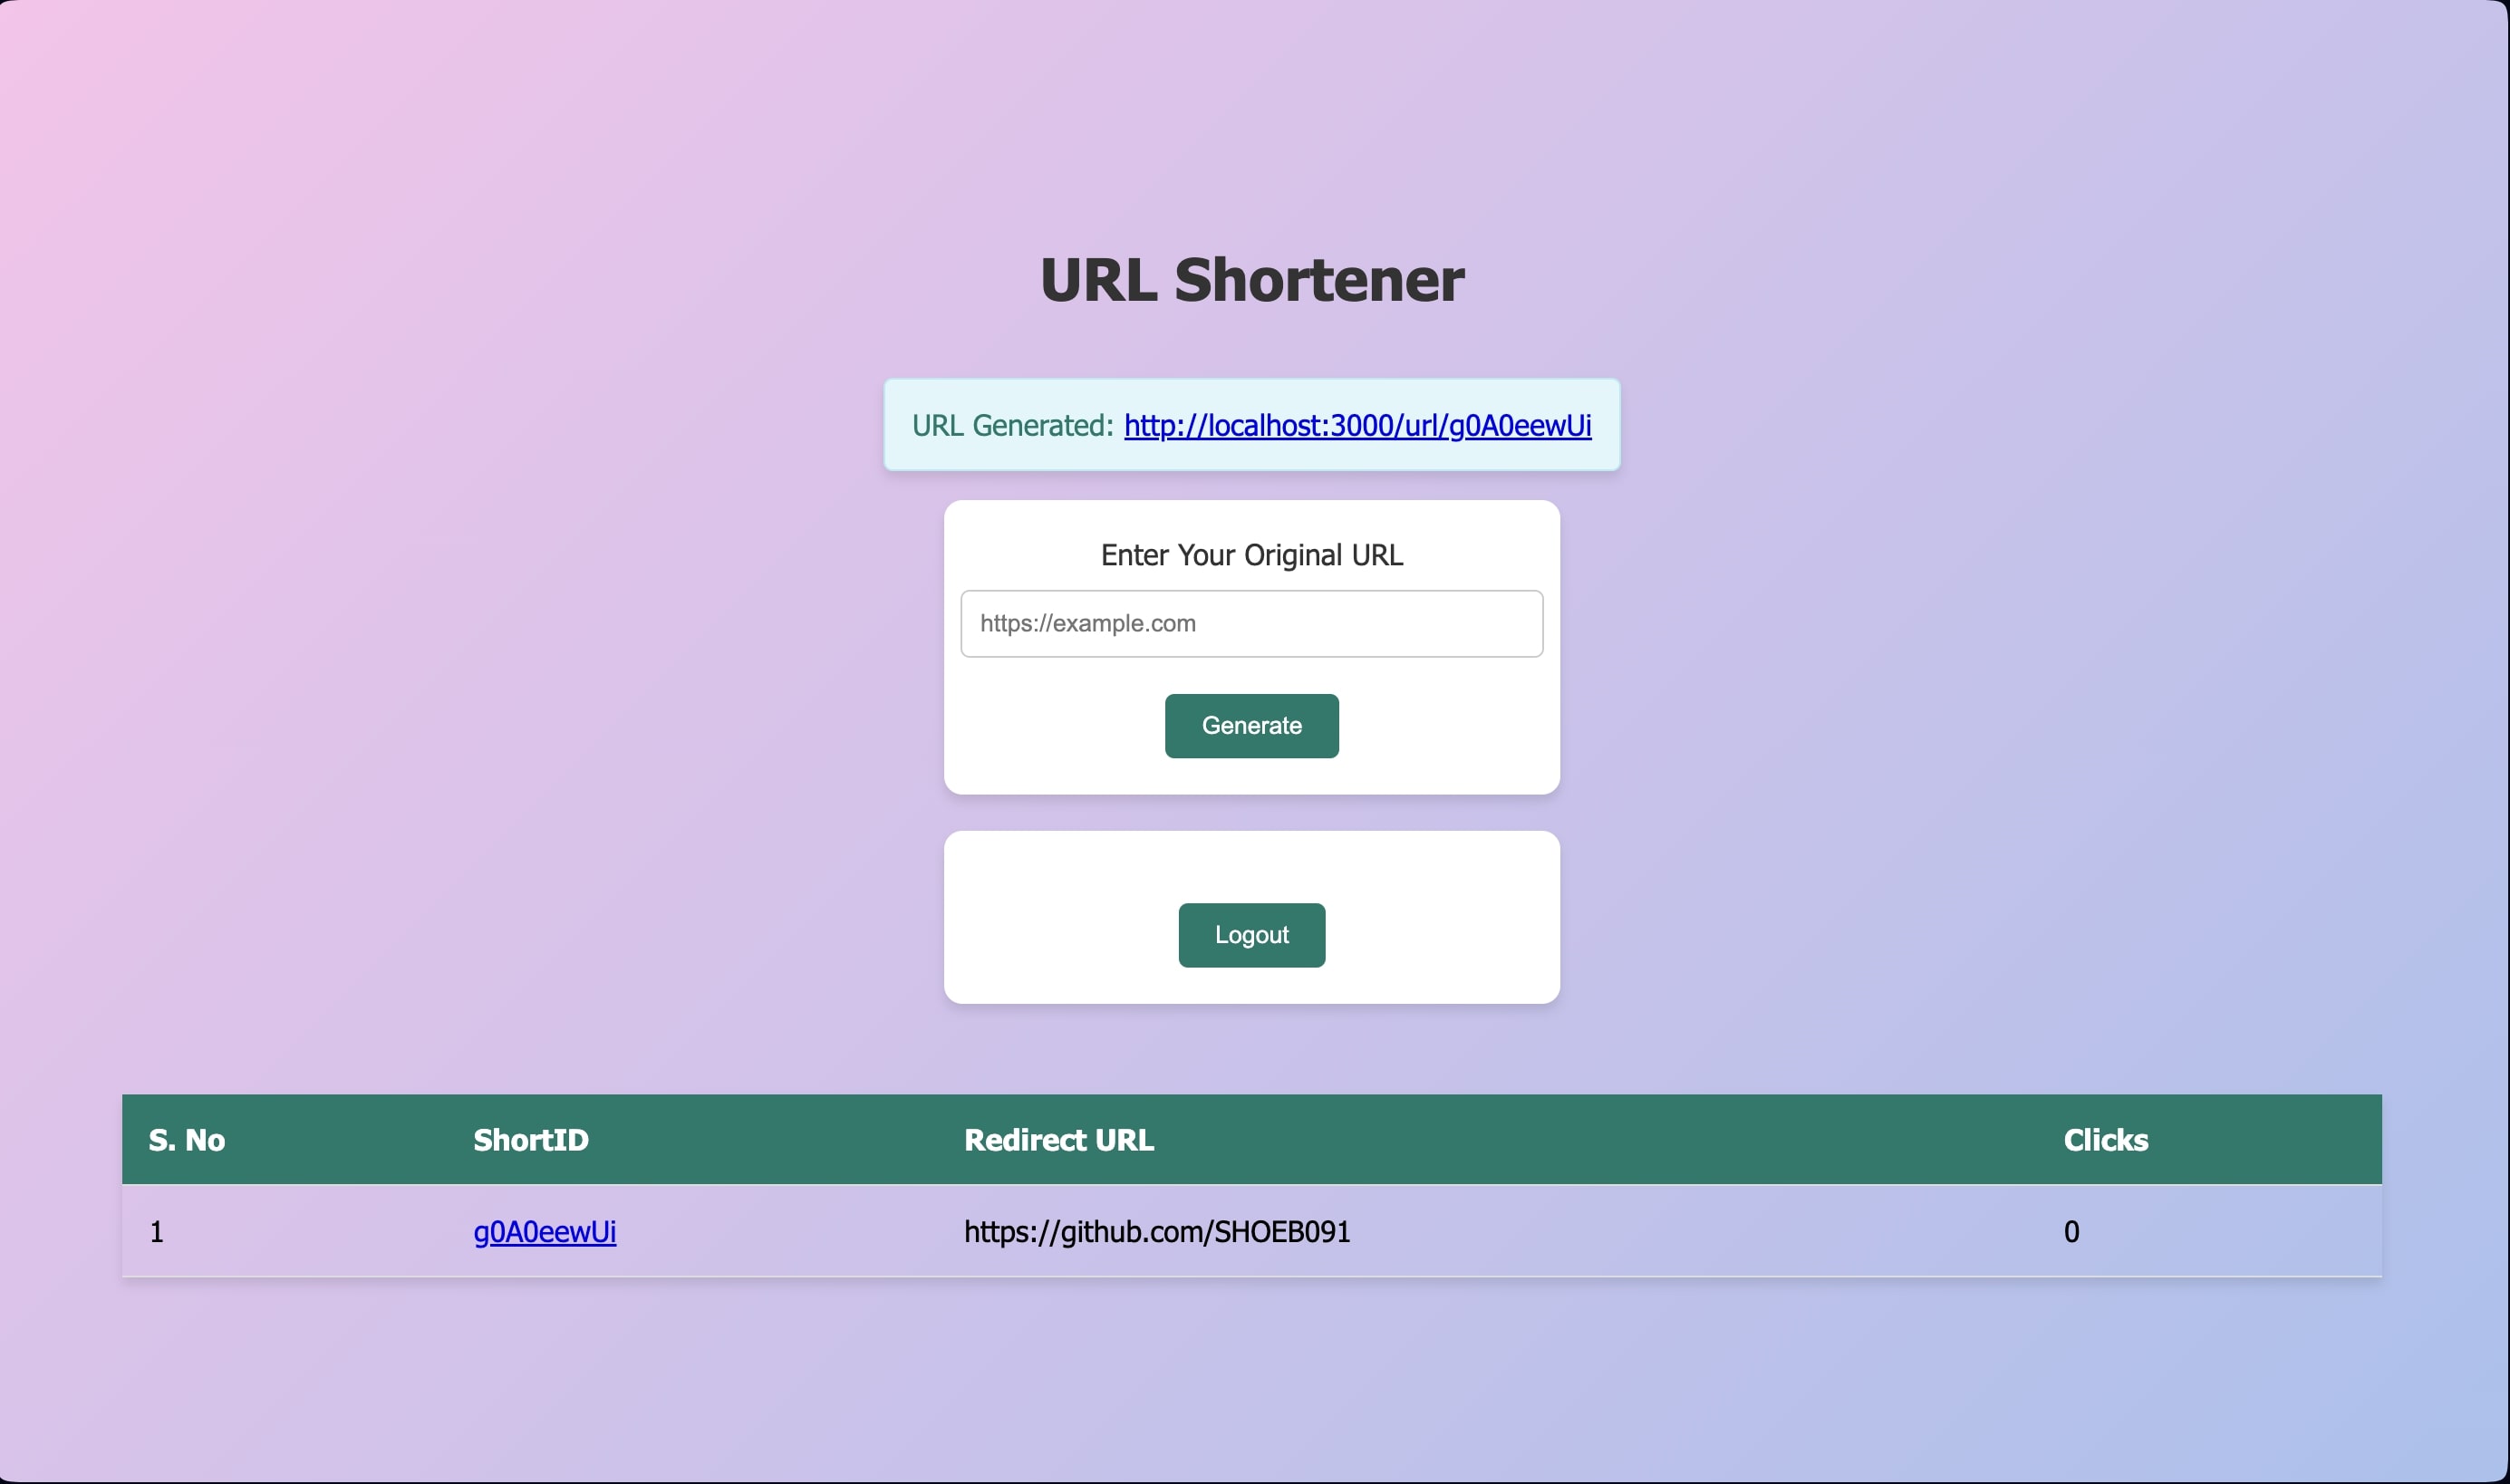 URL Shortener
URL Generated: http://localhost:3000/url/g0A0eewUi
Enter Your Original URL
https://example.com
Generate
Logout
S. No ShortID Redirect URL Clicks
1 g0A0eewUi https://github.com/SHOEB091 0